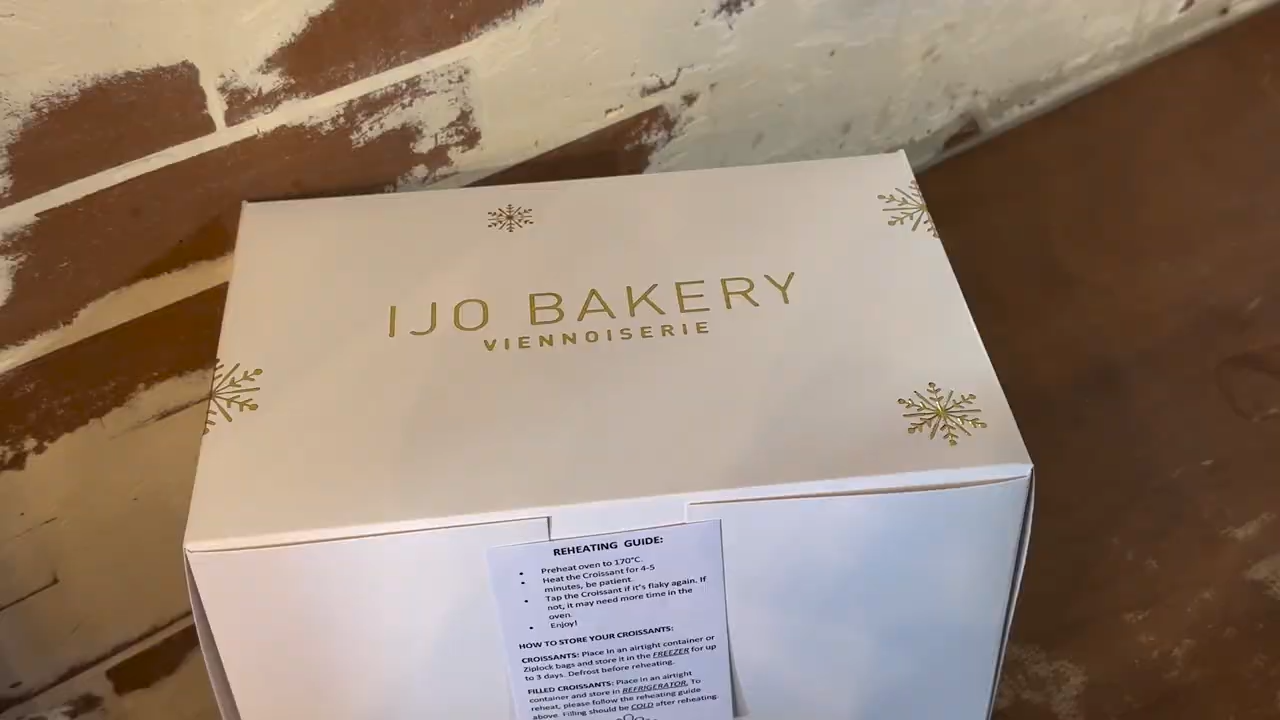 IJO BAKERY
VIENNOISERIE
REHEATING GUIDE:
• Preheat oven to 170°C.
• Heat the Croissant for 4-5
minutes, be patient.
• Tap the Croissant if it's flaky again. If
not, it may need more time in the
oven.
• Enjoy!
HOW TO STORE YOUR CROISSANTS:
CROISSANTS: Place in an airtight container or
Ziplock bags and store it in the FREEZER for up
to 3 days. Defrost before reheating.
FILLED CROISSANTS: Place in an airtight
container and store in REFRIGERATOR. To
reheat, please follow the reheating guide
above. Filling should be COLD after reheating.